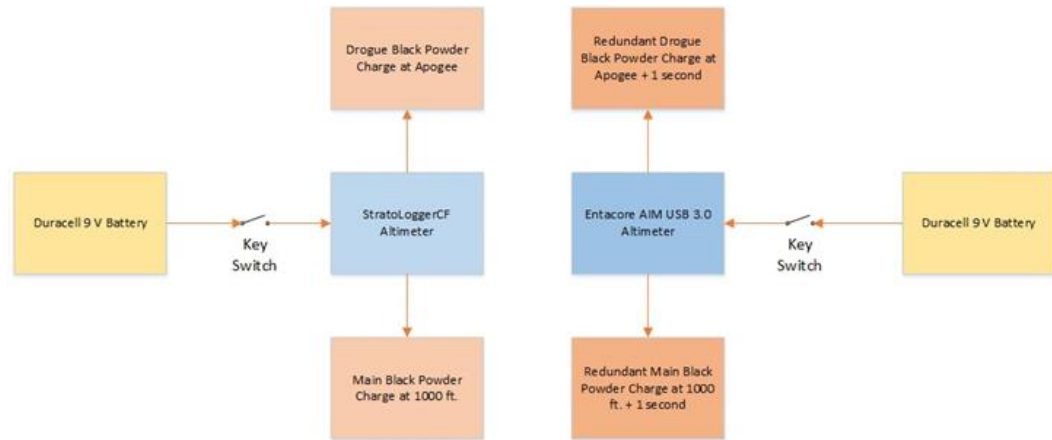 Drogue Black Powder
Charge at Apogee
Redundant Drogue
Black Powder Charge at
Apogee + 1 second
Duracell 9 V Battery
Key
Switch
StratoLoggerCF
Altimeter
Entacore AIM USB 3.0
Altimeter
Key
Switch
Duracell 9 V Battery
Main Black Powder
Charge at 1000 ft.
Redundant Main Black
Powder Charge at 1000
ft. + 1 second